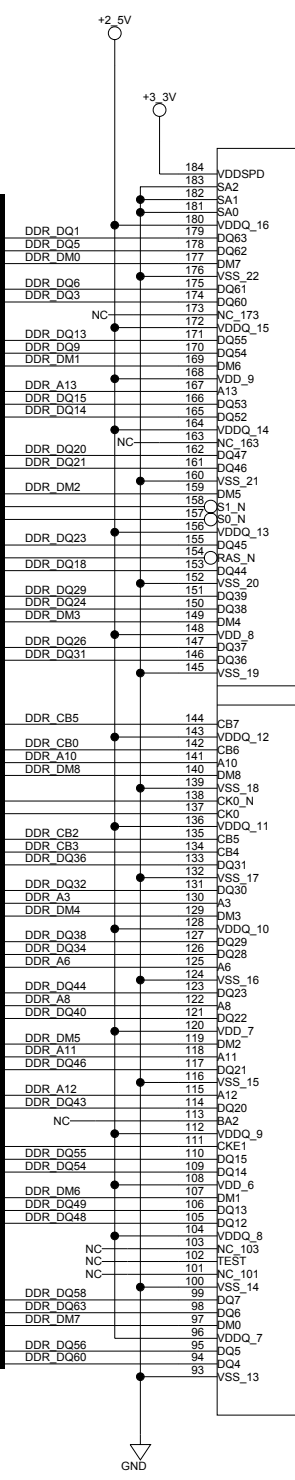 +2_5V
+3_3V
184 VDDSPD
183 SA2
182 SA1
181 SA0
180 VDDQ_16
DDR_DQ1 179 DQ63
DDR_DQ5 178 DQ62
DDR_DM0 177 DM7
176 VSS_22
DDR_DQ6 175 DQ61
DDR_DQ3 174 DQ60
NC 173 NC_173
172 VDDQ_15
DDR_DQ13 171 DQ55
DDR_DQ9 170 DQ54
DDR_DM1 169 DM6
168 VDD_9
DDR_A13 167 A13
DDR_DQ15 166 DQ53
DDR_DQ14 165 DQ52
164 VDDQ_14
NC 163 NC_163
DDR_DQ20 162 DQ47
DDR_DQ21 161 DQ46
160 VSS_21
DDR_DM2 159 DM5
158 S1_N
157 S0_N
156 VDDQ_13
DDR_DQ23 155 DQ45
154 RAS_N
DDR_DQ18 153 DQ44
152 VSS_20
DDR_DQ29 151 DQ39
DDR_DQ24 150 DQ38
DDR_DM3 149 DM4
148 VDD_8
DDR_DQ26 147 DQ37
DDR_DQ31 146 DQ36
145 VSS_19
DDR_CB5 144 CB7
143 VDDQ_12
DDR_CB0 142 CB6
DDR_A10 141 A10
DDR_DM8 140 DM8
139 VSS_18
138 CK0_N
137 CK0
136 VDDQ_11
DDR_CB2 135 CB5
DDR_CB3 134 CB4
DDR_DQ36 133 DQ31
132 VSS_17
DDR_DQ32 131 DQ30
DDR_A3 130 A3
DDR_DM4 129 DM3
128 VDDQ_10
DDR_DQ38 127 DQ29
DDR_DQ34 126 DQ28
DDR_A6 125 A6
124 VSS_16
DDR_DQ44 123 DQ23
DDR_A8 122 A8
DDR_DQ40 121 DQ22
120 VDD_7
DDR_DM5 119 DM2
DDR_A11 118 A11
DDR_DQ46 117 DQ21
116 VSS_15
DDR_A12 115 A12
DDR_DQ43 114 DQ20
NC 113 BA2
112 VDDQ_9
111 CKE1
DDR_DQ55 110 DQ15
DDR_DQ54 109 DQ14
108 VDD_6
DDR_DM6 107 DM1
DDR_DQ49 106 DQ13
DDR_DQ48 105 DQ12
104 VDDQ_8
NC 103 NC_103
NC 102 TEST
NC 101 NC_101
100 VSS_14
DDR_DQ58 99 DQ7
DDR_DQ63 98 DQ6
DDR_DM7 97 DM0
96 VDDQ_7
DDR_DQ56 95 DQ5
DDR_DQ60 94 DQ4
93 VSS_13
GND